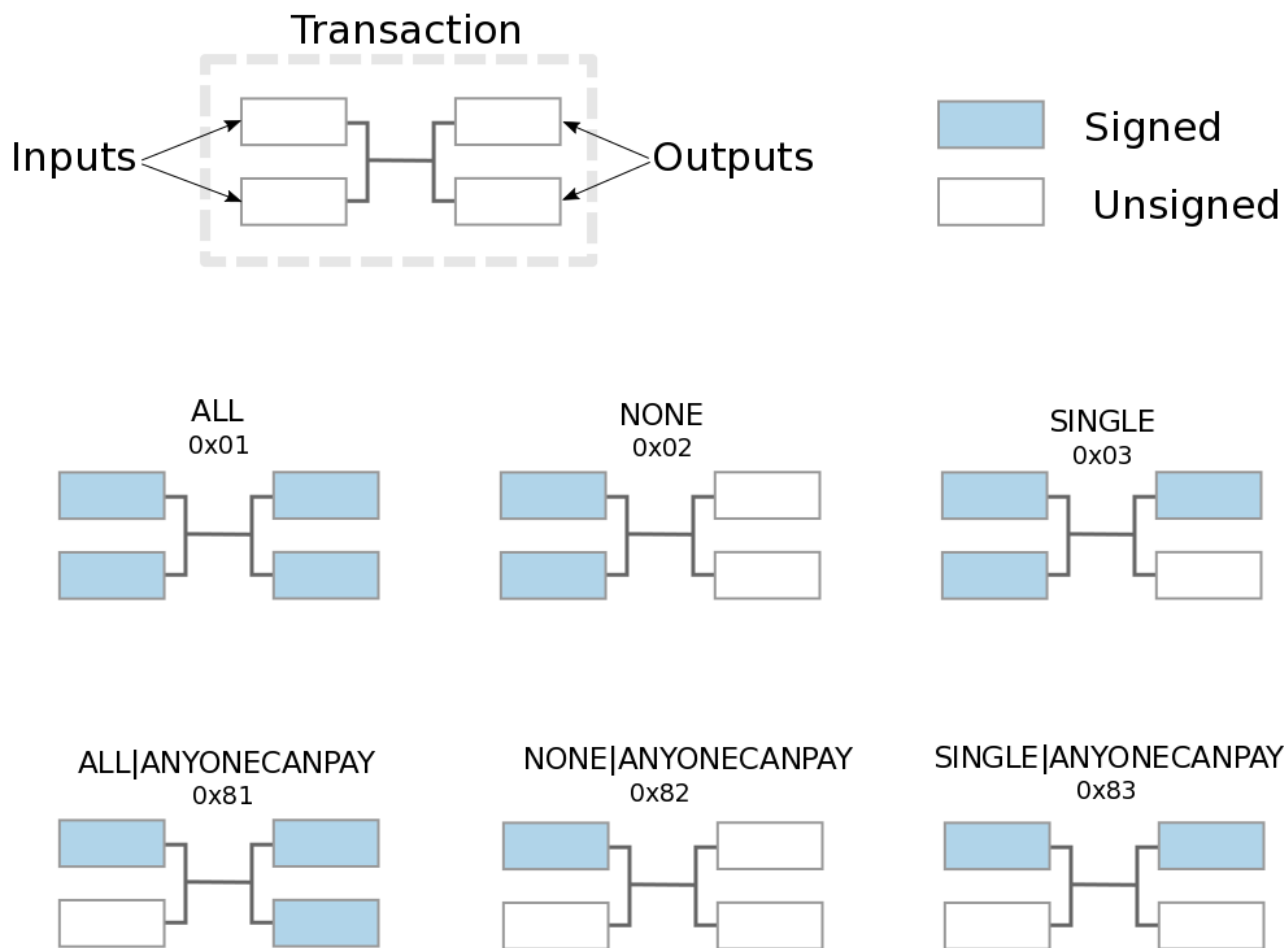 Transaction
Inputs
Outputs
Signed
Unsigned
ALL
0x01
NONE
0x02
SINGLE
0x03
ALL|ANYONECANPAY
0x81
NONE|ANYONECANPAY
0x82
SINGLE|ANYONECANPAY
0x83